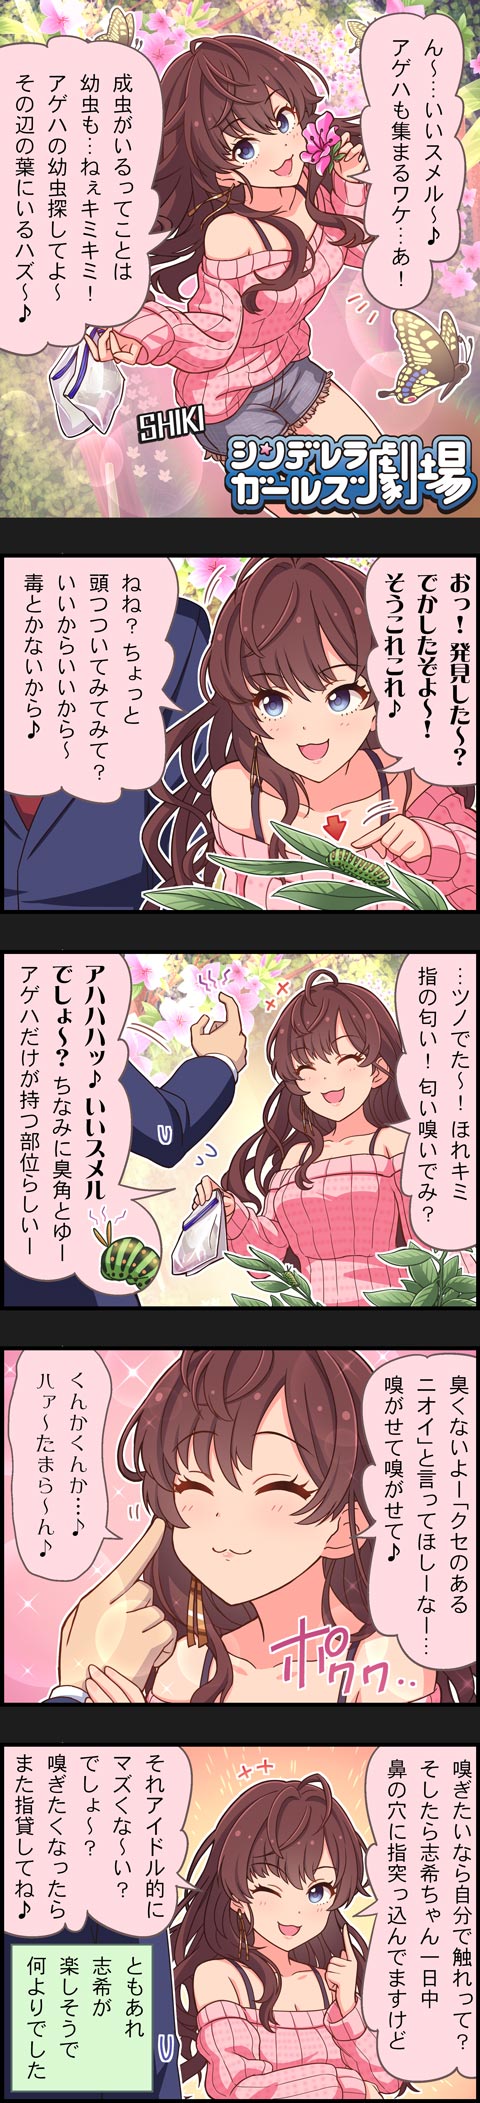 ん～…いいスメル～♪
アゲハも集まるワケ…あ！
成虫がいるってことは
幼虫も…ねぇキミキミ！
アゲハの幼虫探してよ～
その辺の葉にいるハズ～♪
SHIKI
シンデレラ
ガールズ劇場
おっ！発見した～？
でかしたぞよ～！
そうこれこれ♪
ねね？ちょっと
頭つついてみてみて？
いいからいいから～
毒とかないから♪
…ツノでた～！ほれキミ
指の匂い！匂い嗅いでみ？
アハハハッ♪いいスメル
でしょ～？ちなみに臭角とゆー
アゲハだけが持つ部位らしいー
臭くないよー「クセのある
ニオイ」と言ってほしーなー…
嗅がせて嗅がせて♪
くんかくんか…♪
ハァ～たまら～ん♪
ポワワ‥
嗅ぎたいなら自分で触れって？
そしたら志希ちゃん一日中
鼻の穴に指突っ込んでますけど
それアイドル的に
マズくな～い？
でしょ～？
嗅ぎたくなったら
また指貸してね♪
ともあれ
志希が
楽しそうで
何よりでした